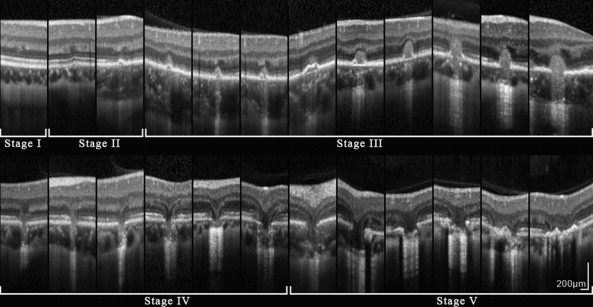 Stage I
Stage II
Stage III
200µm
Stage IV
Stage V